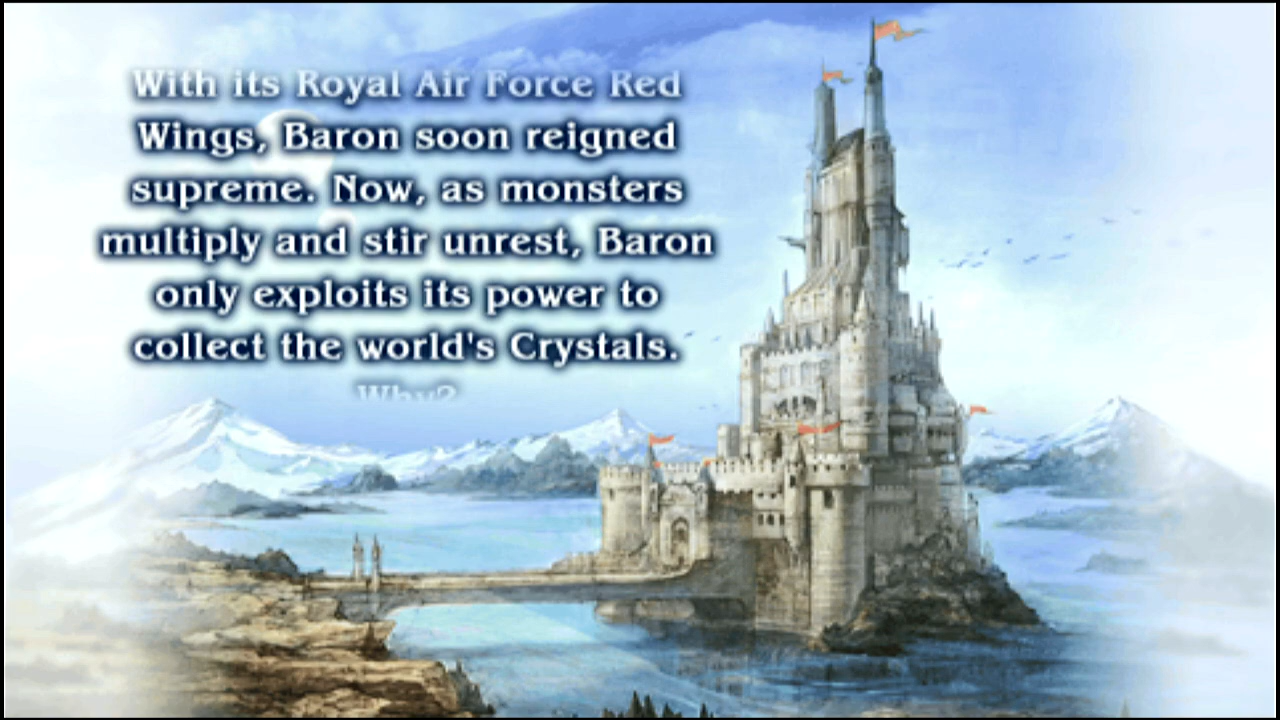 With its Royal Air Force Red
Wings, Baron soon reigned
supreme. Now, as monsters
multiply and stir unrest, Baron
only exploits its power to
collect the world's Crystals.
Why?